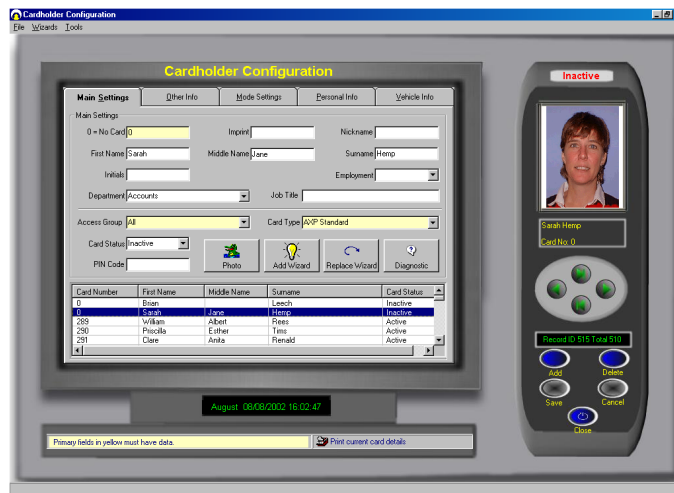 Cardholder Configuration
File Wizards Tools
Cardholder Configuration
Main Settings Other Info Mode Settings Personal Info Vehicle Info
Main Settings
0 = No Card 0 Imprint Nickname
First Name Sarah Middle Name Jane Surname Hemp
Initials Employment
Department Accounts Job Title
Access Group All Card Type AXP Standard
Card Status Inactive
PIN Code
Photo Add Wizard Replace Wizard Diagnostic
Card Number First Name Middle Name Surname Card Status
0 Brian Leech Inactive
0 Sarah Jane Hemp Inactive
289 William Albert Rees Active
290 Priscilla Esther Tims Active
291 Clare Anita Renald Active
August 08/08/2002 16:02:47
Primary fields in yellow must have data. Print current card details
Inactive
Sarah Hemp
Card No: 0
Record ID 515 Total 510
Add Delete
Save Cancel
Close